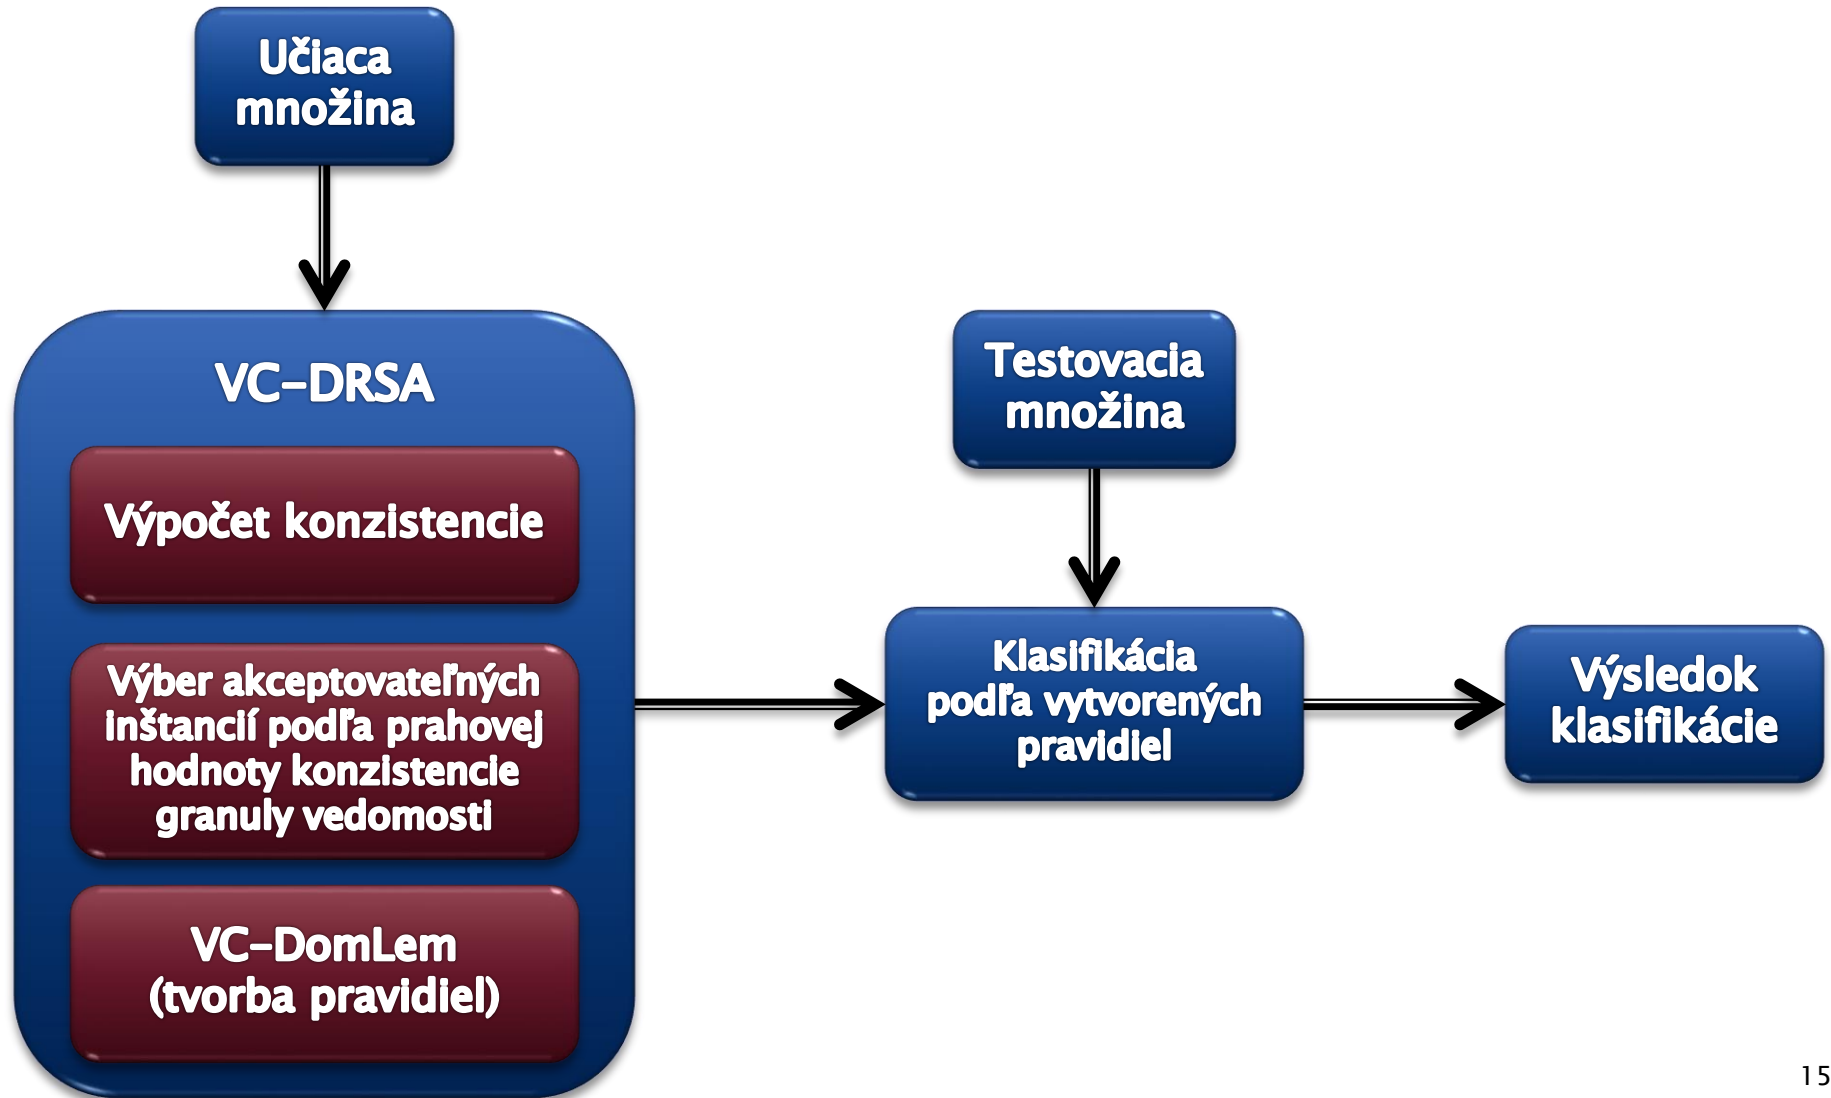 Učiaca
množina
VC-DRSA
Výpočet konzistencie
Výber akceptovateľných
inštancií podľa prahovej
hodnoty konzistencie
granuly vedomosti
VC-DomLem
(tvorba pravidiel)
Testovacia
množina
Klasifikácia
podľa vytvorených
pravidiel
Výsledok
klasifikácie
15